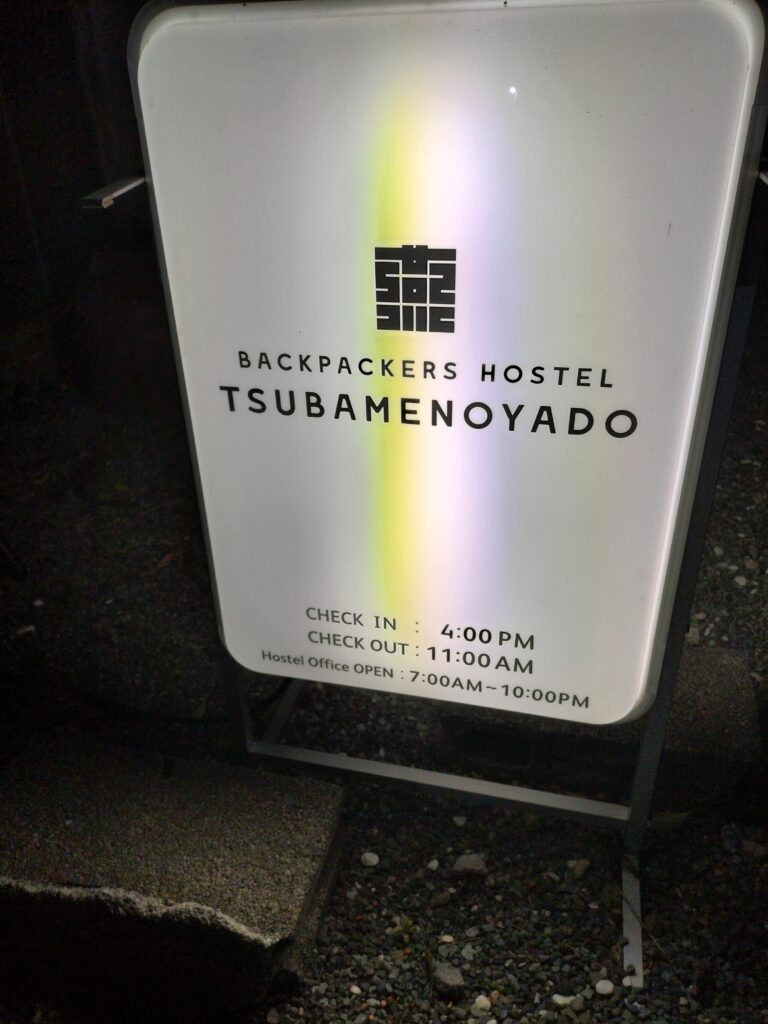 BACKPACKERS HOSTEL
TSUBAMENOYADO
CHECK IN : 4:00 PM
CHECK OUT : 11:00 AM
Hostel Office OPEN : 7:00AM~10:00PM